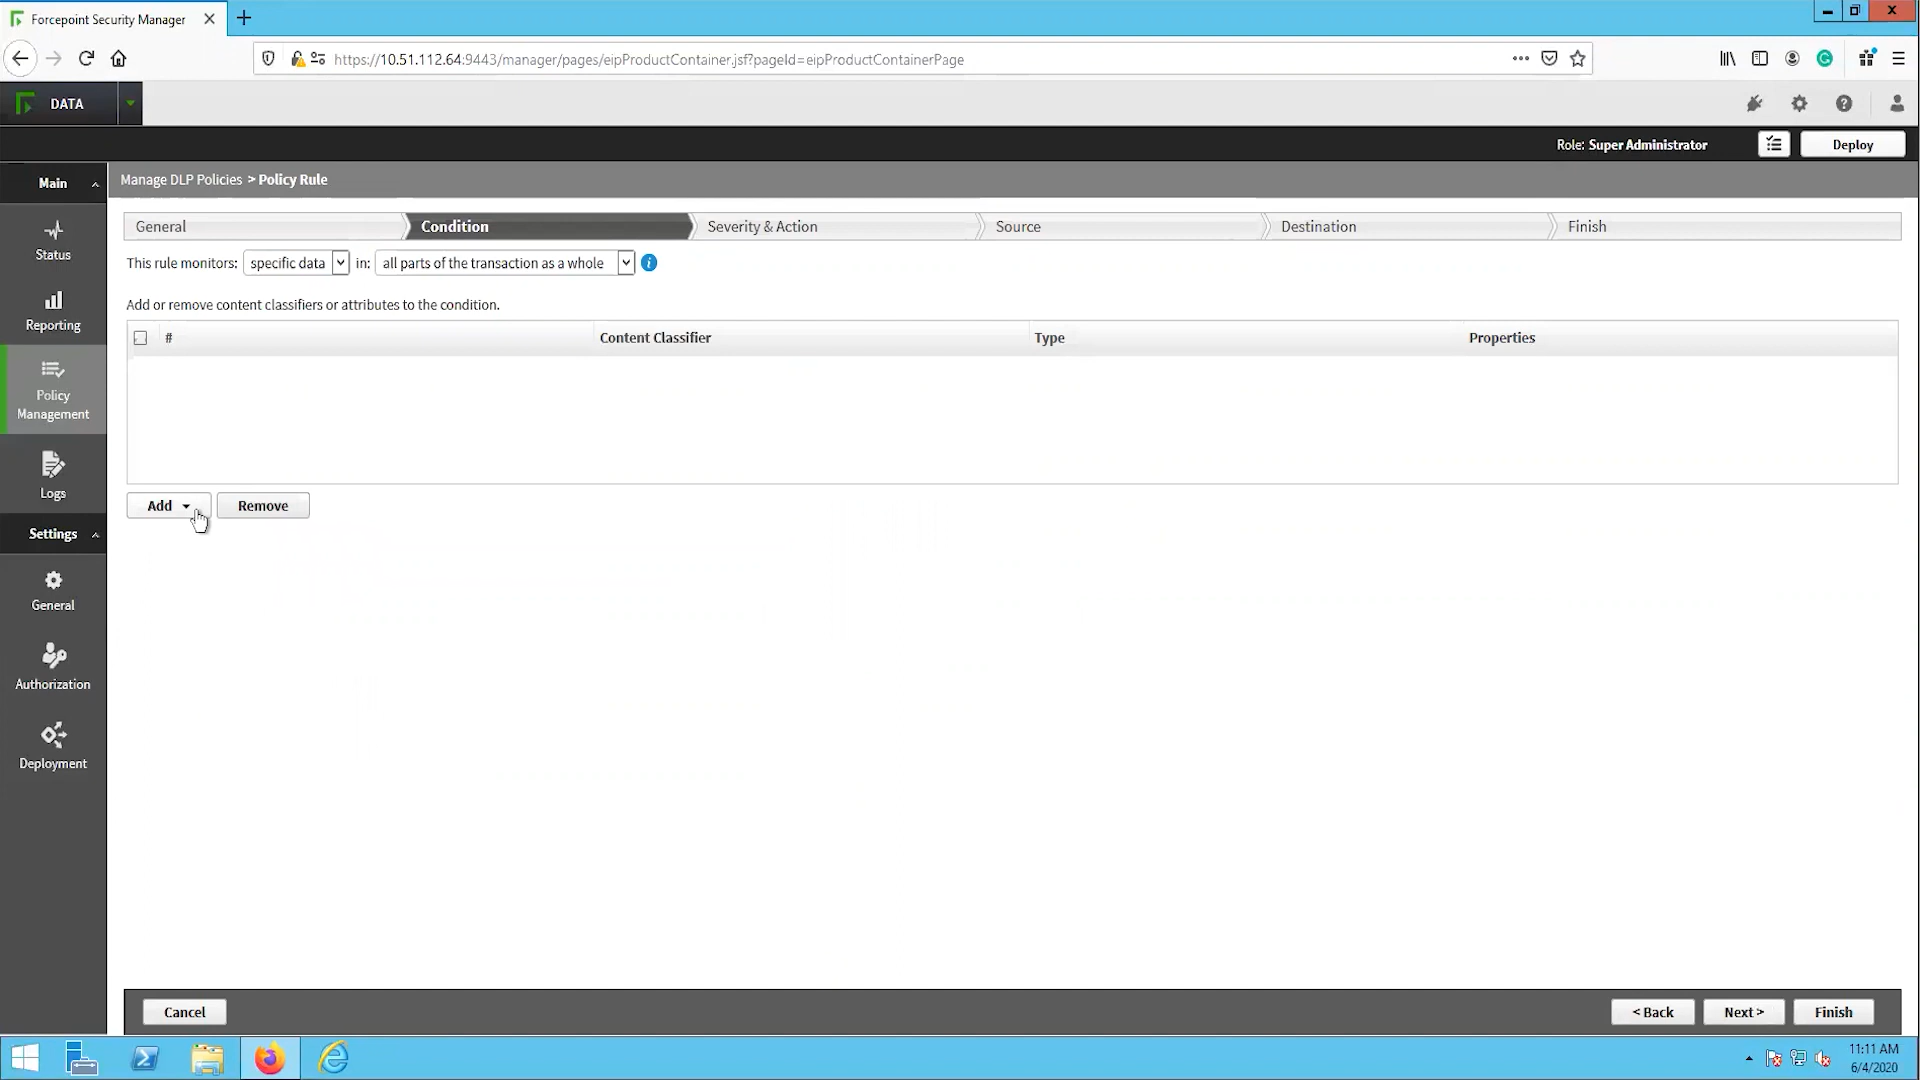 Forcepoint Security Manager
https://10.51.112.64:9443/manager/pages/eipProductContainer.jsf?pageId=eipProductContainerPage
DATA
Role: Super Administrator
Deploy
Main
Manage DLP Policies > Policy Rule
General
Condition
Severity & Action
Source
Destination
Finish
This rule monitors: specific data in: all parts of the transaction as a whole
Add or remove content classifiers or attributes to the condition.
# Content Classifier Type Properties
Add
Remove
Status
Reporting
Policy
Management
Logs
Settings
General
Authorization
Deployment
Cancel
< Back
Next >
Finish
11:11 AM
6/4/2020